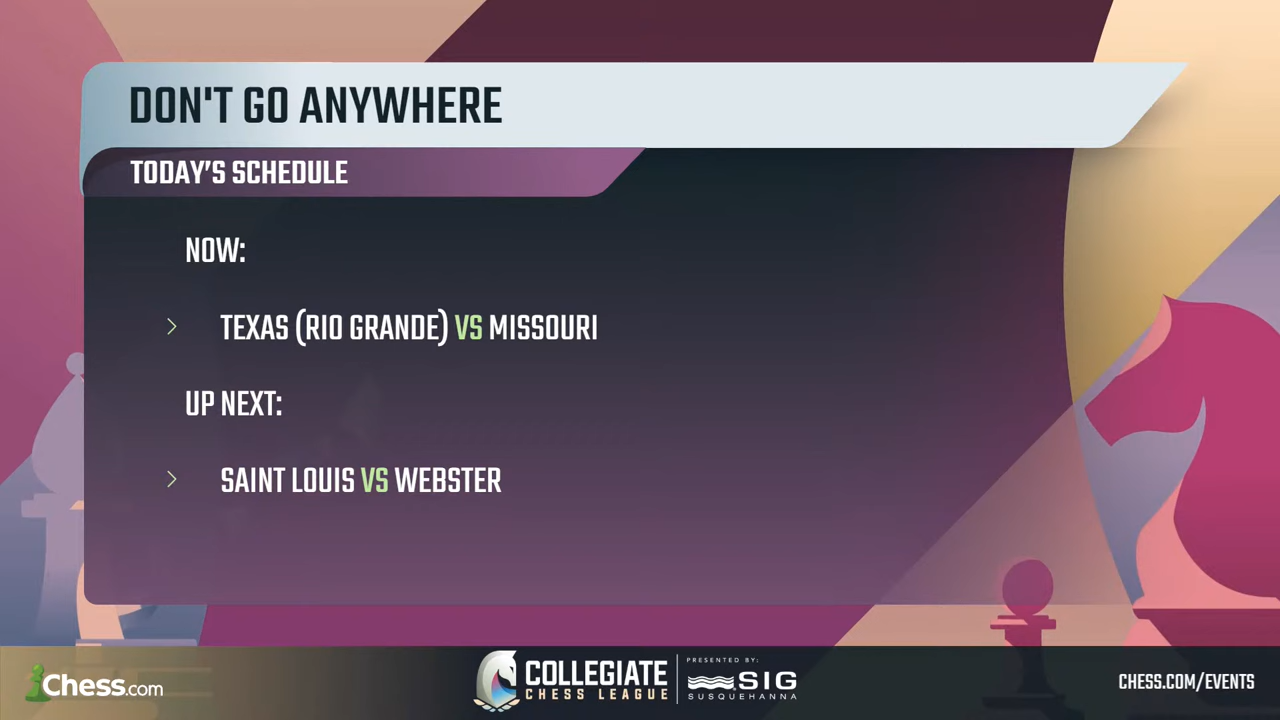 DON'T GO ANYWHERE
TODAY’S SCHEDULE
NOW:
TEXAS (RIO GRANDE) VS MISSOURI
UP NEXT:
SAINT LOUIS VS WEBSTER
Chess.com
COLLEGIATE
CHESS LEAGUE
PRESENTED BY:
SIG
SUSQUEHANNA
CHESS.COM/EVENTS